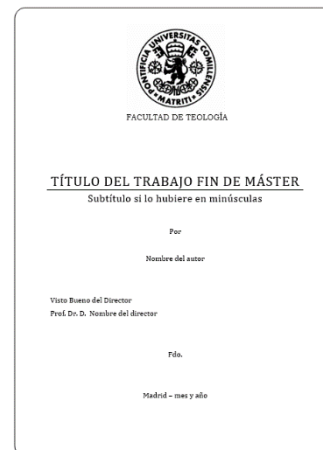 UNIVERSITAS COMILLENSIS
PONTIFICIA
MATRITI
FACULTAD DE TEOLOGÍA
TÍTULO DEL TRABAJO FIN DE MÁSTER
Subtítulo si lo hubiere en minúsculas
Por
Nombre del autor
Visto Bueno del Director
Prof. Dr. D. Nombre del director
Fdo.
Madrid – mes y año